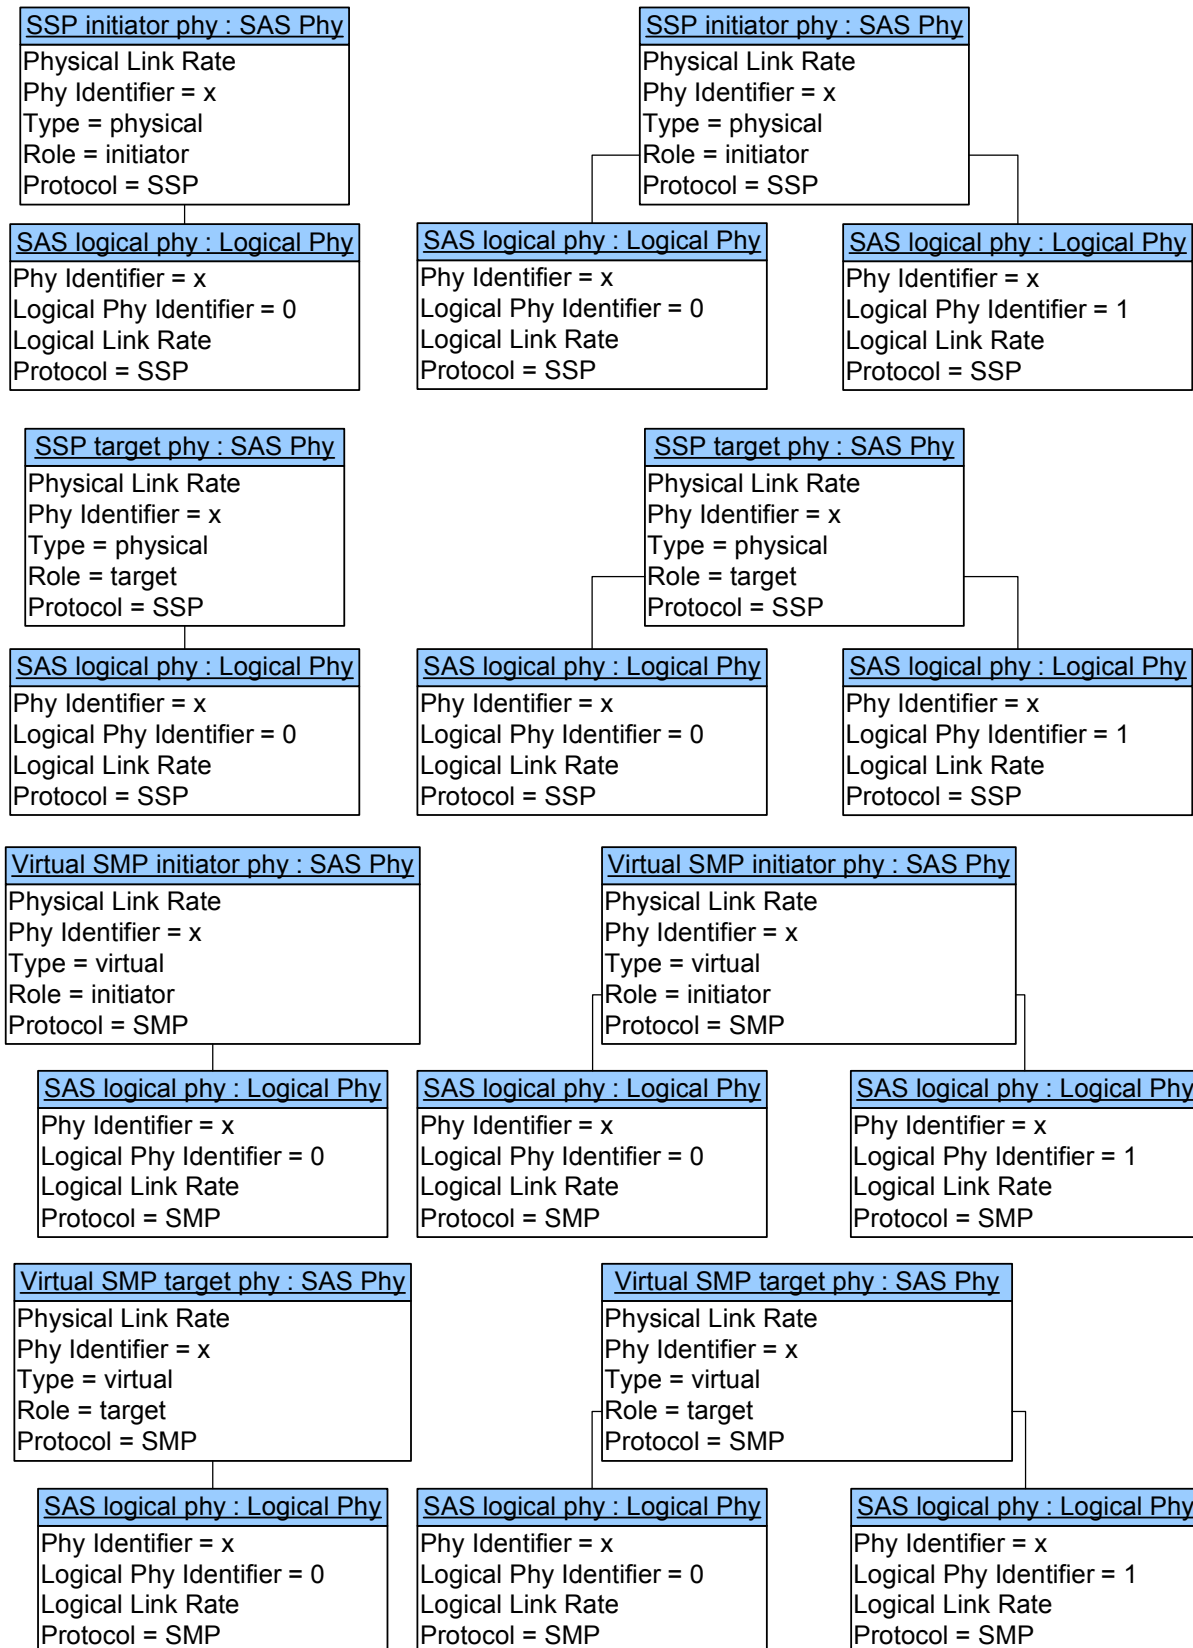 SSP initiator phy : SAS Phy
Physical Link Rate
Phy Identifier = x
Type = physical
Role = initiator
Protocol = SSP
SAS logical phy : Logical Phy
Phy Identifier = x
Logical Phy Identifier = 0
Logical Link Rate
Protocol = SSP
SSP initiator phy : SAS Phy
Physical Link Rate
Phy Identifier = x
Type = physical
Role = initiator
Protocol = SSP
SAS logical phy : Logical Phy
Phy Identifier = x
Logical Phy Identifier = 0
Logical Link Rate
Protocol = SSP
SAS logical phy : Logical Phy
Phy Identifier = x
Logical Phy Identifier = 1
Logical Link Rate
Protocol = SSP
SSP target phy : SAS Phy
Physical Link Rate
Phy Identifier = x
Type = physical
Role = target
Protocol = SSP
SAS logical phy : Logical Phy
Phy Identifier = x
Logical Phy Identifier = 0
Logical Link Rate
Protocol = SSP
SSP target phy : SAS Phy
Physical Link Rate
Phy Identifier = x
Type = physical
Role = target
Protocol = SSP
SAS logical phy : Logical Phy
Phy Identifier = x
Logical Phy Identifier = 0
Logical Link Rate
Protocol = SSP
SAS logical phy : Logical Phy
Phy Identifier = x
Logical Phy Identifier = 1
Logical Link Rate
Protocol = SSP
Virtual SMP initiator phy : SAS Phy
Physical Link Rate
Phy Identifier = x
Type = virtual
Role = initiator
Protocol = SMP
SAS logical phy : Logical Phy
Phy Identifier = x
Logical Phy Identifier = 0
Logical Link Rate
Protocol = SMP
Virtual SMP initiator phy : SAS Phy
Physical Link Rate
Phy Identifier = x
Type = virtual
Role = initiator
Protocol = SMP
SAS logical phy : Logical Phy
Phy Identifier = x
Logical Phy Identifier = 0
Logical Link Rate
Protocol = SMP
SAS logical phy : Logical Phy
Phy Identifier = x
Logical Phy Identifier = 1
Logical Link Rate
Protocol = SMP
Virtual SMP target phy : SAS Phy
Physical Link Rate
Phy Identifier = x
Type = virtual
Role = target
Protocol = SMP
SAS logical phy : Logical Phy
Phy Identifier = x
Logical Phy Identifier = 0
Logical Link Rate
Protocol = SMP
Virtual SMP target phy : SAS Phy
Physical Link Rate
Phy Identifier = x
Type = virtual
Role = target
Protocol = SMP
SAS logical phy : Logical Phy
Phy Identifier = x
Logical Phy Identifier = 0
Logical Link Rate
Protocol = SMP
SAS logical phy : Logical Phy
Phy Identifier = x
Logical Phy Identifier = 1
Logical Link Rate
Protocol = SMP